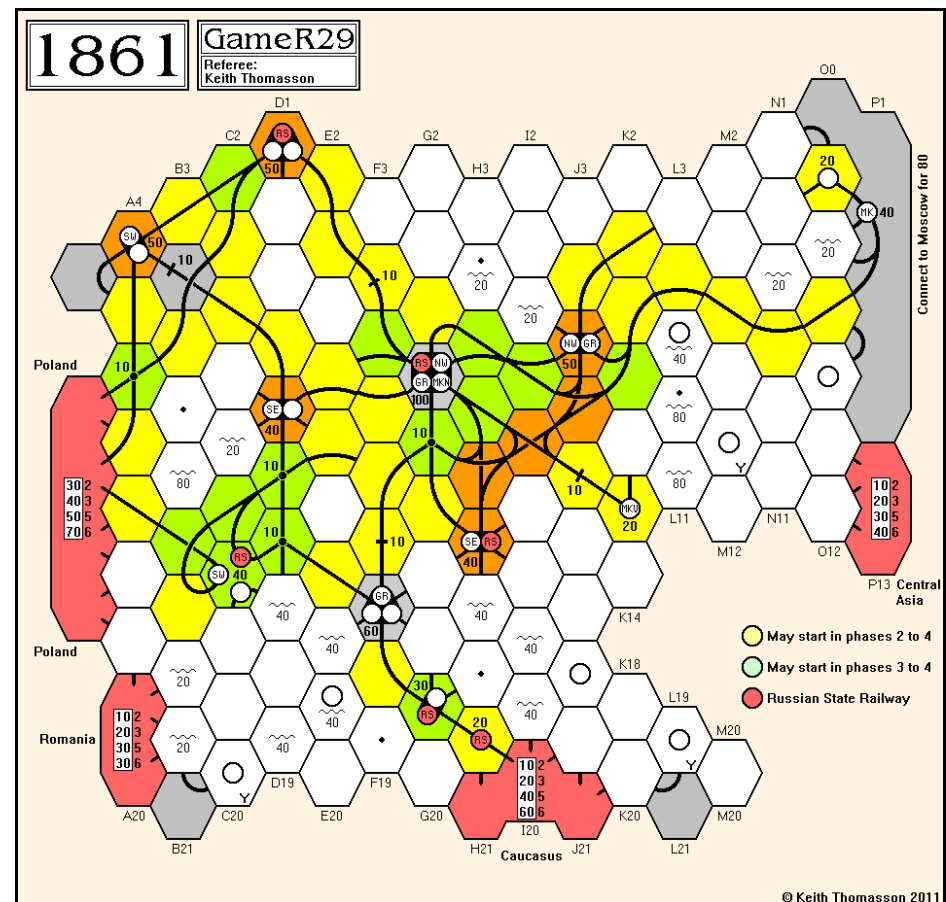 1861
GameR29
Referee:
Keith Thomasson
O0
D1
N1
P1
C2
E2
G2
I2
K2
M2
B3
F3
H3
J3
L3
A4
RS
50
20
MK
40
SW
50
10
10
20
20
20
20
Connect to Moscow for 80
Poland
10
RS
NW
GR
MKN
100
NW
GR
50
40
SE
40
20
80
80
10
10
10
Y
80
10
MKV
20
30 2
40 3
50 5
70 6
10 2
20 3
30 5
40 6
L11
N11
M12
O12
P13
Central
Asia
10
RS
SW
40
10
SE
RS
40
GR
60
40
40
40
K14
May start in phases 2 to 4
May start in phases 3 to 4
Russian State Railway
Poland
20
40
K18
30
RS
40
40
L19
Romania
10 2
20 3
30 5
30 6
20
40
20
RS
M20
Y
D19
F19
Y
10 2
20 3
40 5
60 6
A20
C20
E20
G20
I20
K20
M20
B21
H21
J21
L21
Caucasus
© Keith Thomasson 2011